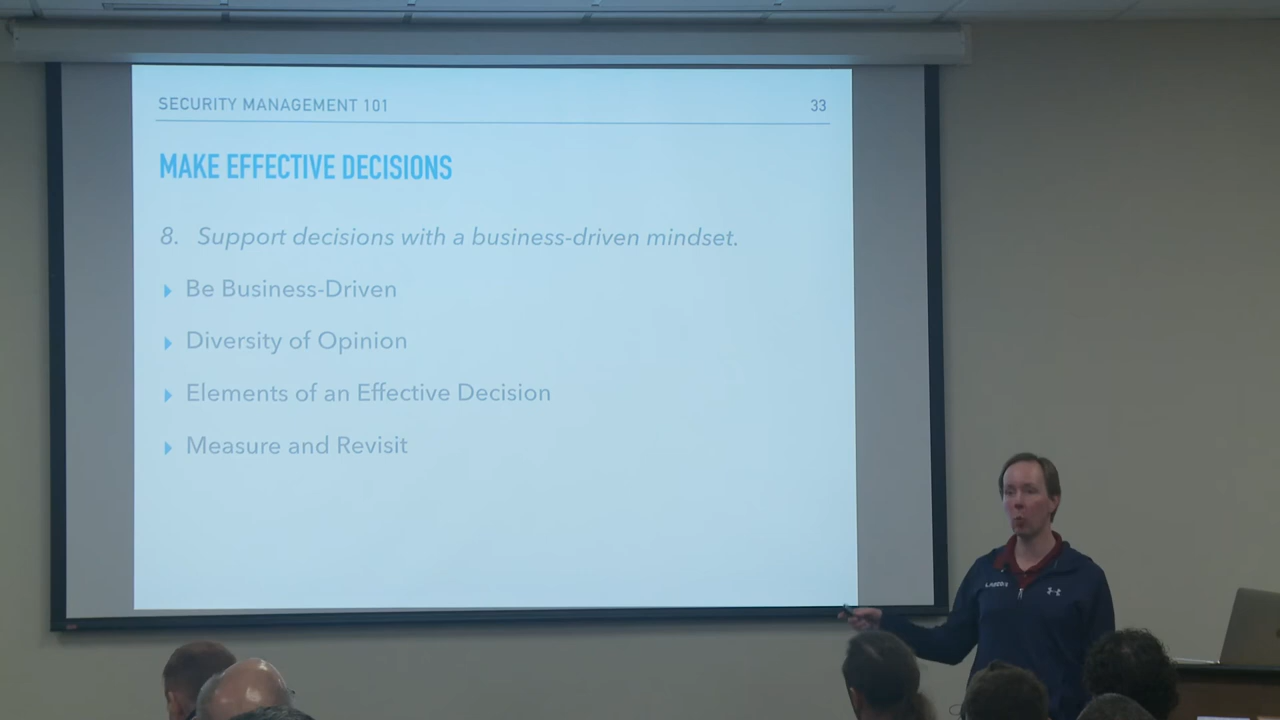 SECURITY MANAGEMENT 101
33
MAKE EFFECTIVE DECISIONS
8. Support decisions with a business-driven mindset.
Be Business-Driven
Diversity of Opinion
Elements of an Effective Decision
Measure and Revisit